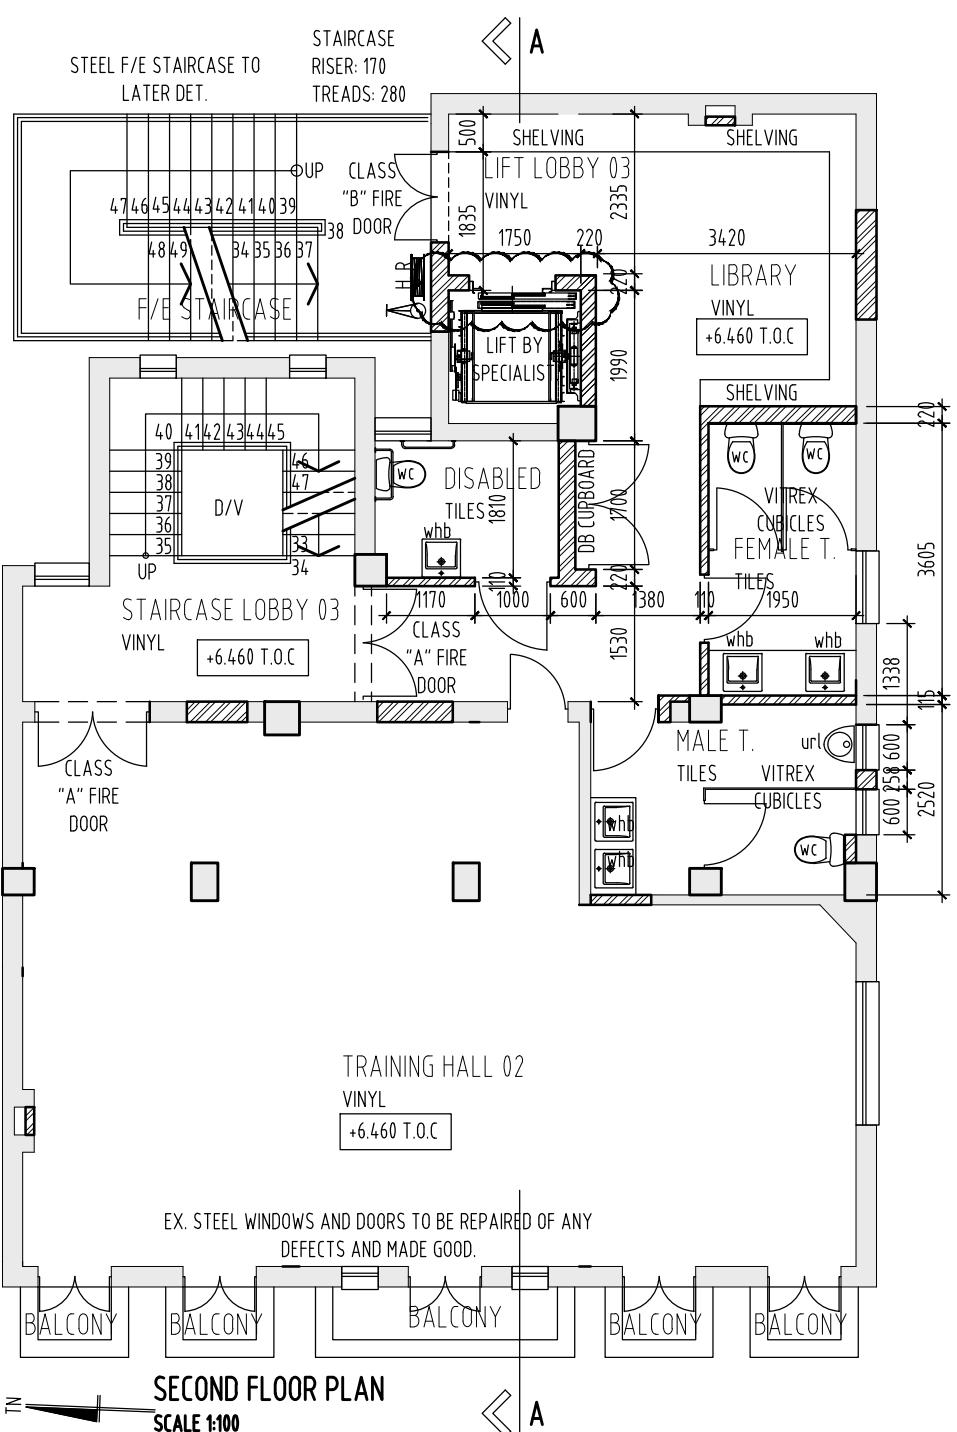 A
STEEL F/E STAIRCASE TO
LATER DET.
STAIRCASE
RISER: 170
TREADS: 280
UP
47 46 45 44 43 42 41 40 39
38
48 49 34 35 36 37
F/E STAIRCASE
CLASS
"B" FIRE
DOOR
H R
500
SHELVING
SHELVING
LIFT LOBBY 03
VINYL
1835
2335
1750
220
3420
220
LIBRARY
VINYL
+6.460 T.O.C
LIFT BY
SPECIALIST
1990
SHELVING
220
40 41 42 43 44 45
39
38
37
36
35
UP
46
47
33
34
D/V
WC
DISABLED
TILES
whb
1810
110
DB CUPBOARD
1700
220
WC
WC
VITREX
CUBICLES
FEMALE T.
TILES
3605
1170
1000
600
1380
110
1950
STAIRCASE LOBBY 03
VINYL
+6.460 T.O.C
CLASS
"A" FIRE
DOOR
1530
whb
whb
1338
115
CLASS
"A" FIRE
DOOR
MALE T.
TILES
url
VITREX
CUBICLES
600
258
600
2520
whb
whb
WC
TRAINING HALL 02
VINYL
+6.460 T.O.C
EX. STEEL WINDOWS AND DOORS TO BE REPAIRED OF ANY
DEFECTS AND MADE GOOD.
BALCONY
BALCONY
BALCONY
BALCONY
BALCONY
TN
SECOND FLOOR PLAN
SCALE 1:100
A